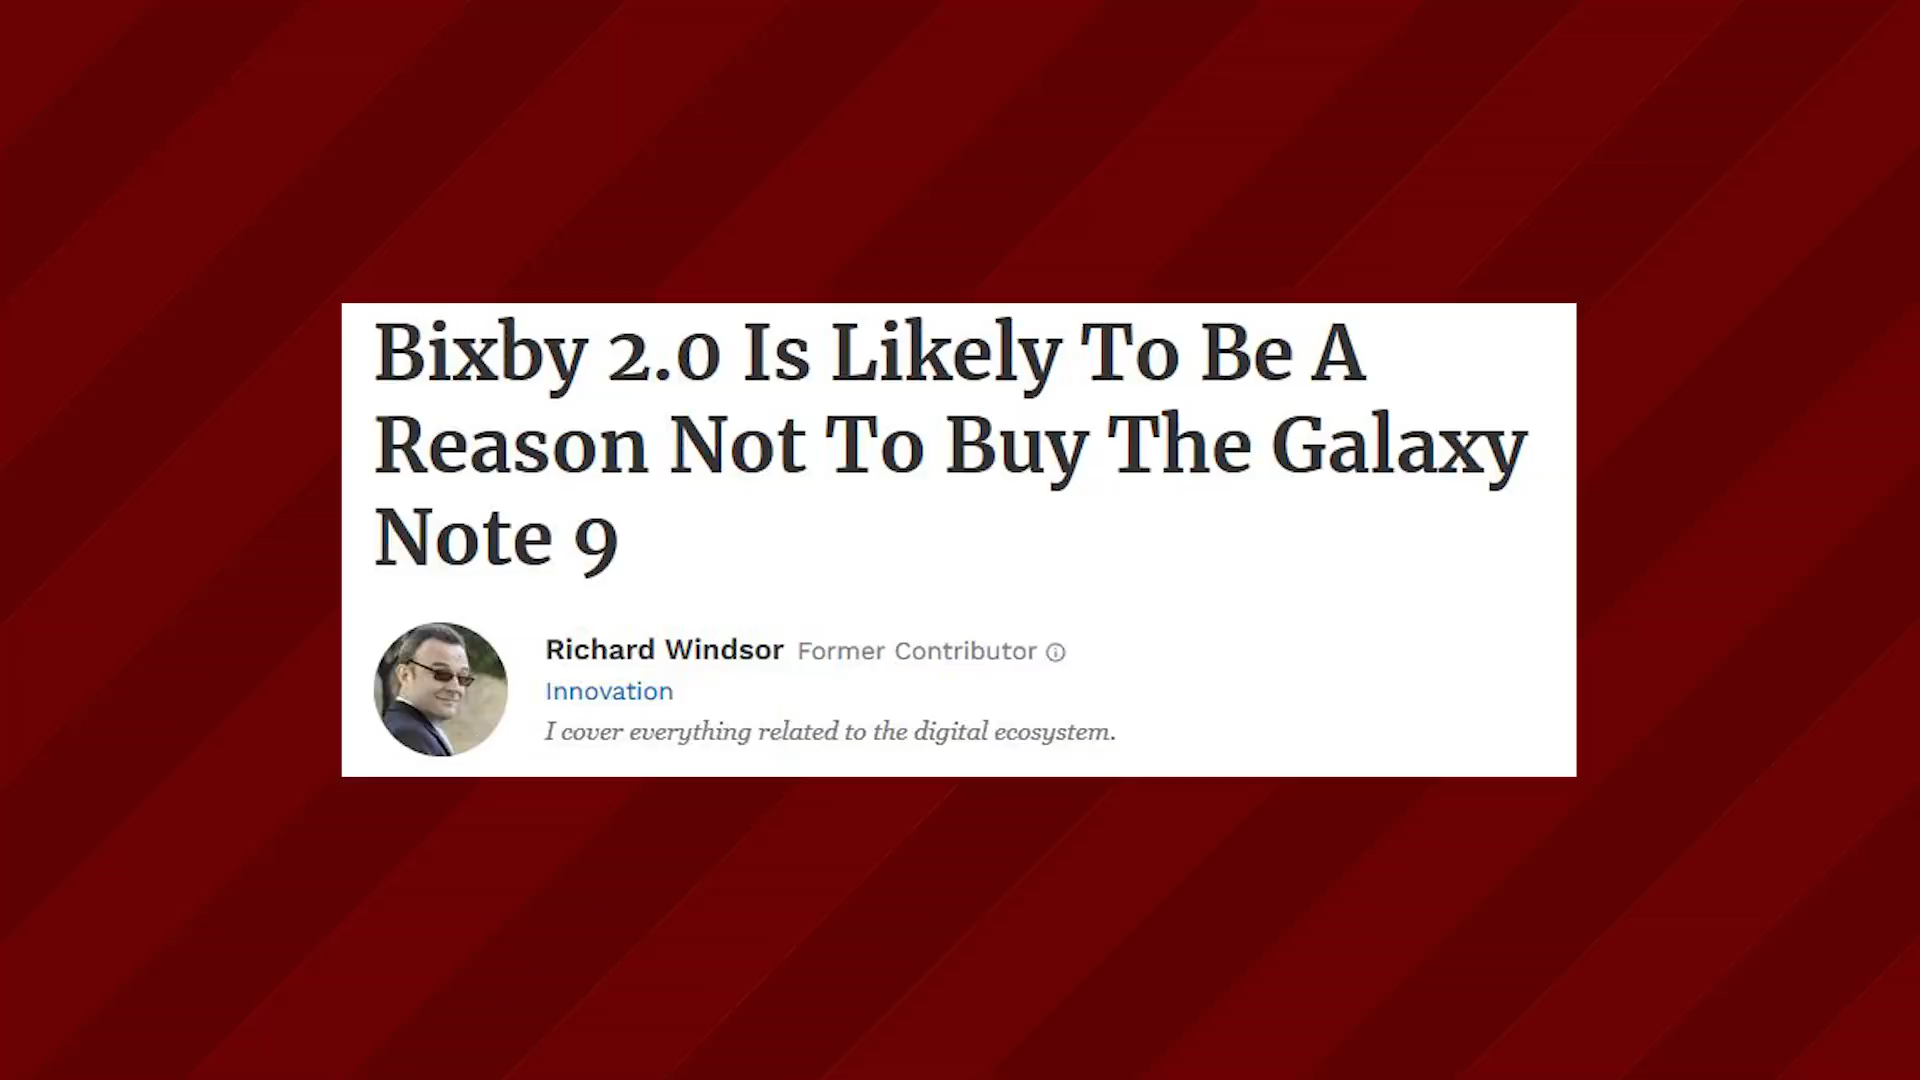 Bixby 2.0 Is Likely To Be A
Reason Not To Buy The Galaxy
Note 9
Richard Windsor Former Contributor
Innovation
I cover everything related to the digital ecosystem.